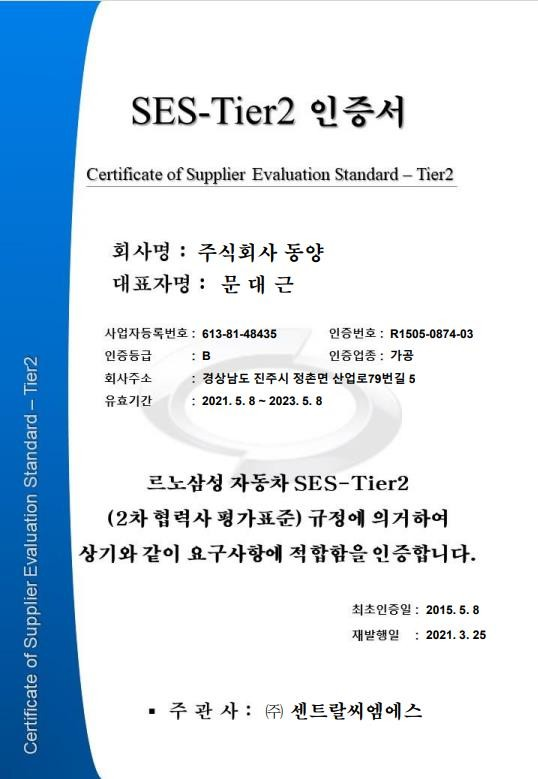 SES-Tier2 인증서
Certificate of Supplier Evaluation Standard – Tier2
회사명 : 주식회사 동양
대표자명 : 문 대 근
사업자등록번호 : 613-81-48435 인증번호 : R1505-0874-03
인증등급 : B 인증업종 : 가공
회사주소 : 경상남도 진주시 정촌면 산업로79번길 5
유효기간 : 2021. 5. 8 ~ 2023. 5. 8
르노삼성 자동차 SES-Tier2
(2차 협력사 평가표준) 규정에 의거하여
상기와 같이 요구사항에 적합함을 인증합니다.
최초인증일 : 2015. 5. 8
재발행일 : 2021. 3. 25
▪ 주 관 사 : ㈜ 센트랄씨엠에스
Certificate of Supplier Evaluation Standard – Tier2